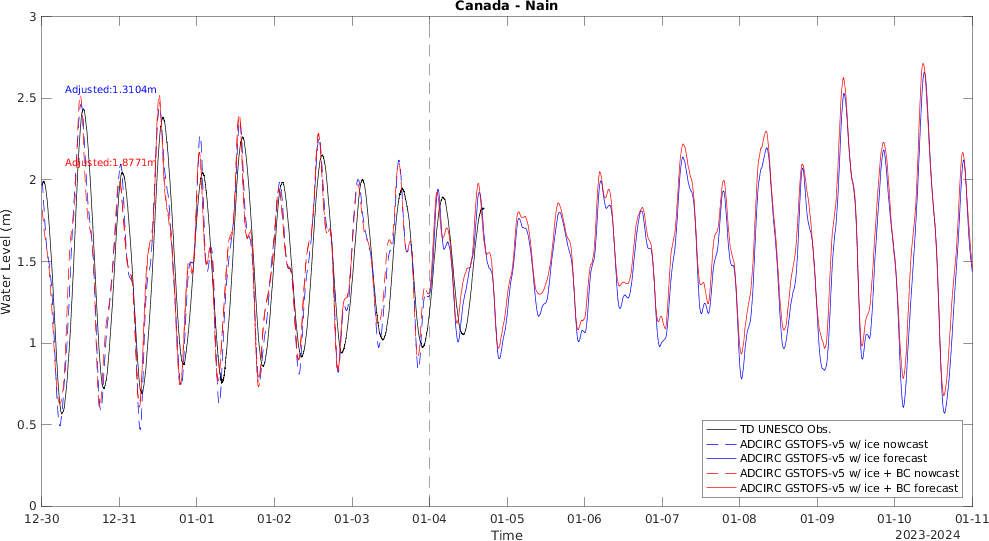 Canada - Nain
3
2.5
2
1.5
1
0.5
0
Water Level (m)
Adjusted:1.3104m
Adjusted:1.8771m
TD UNESCO Obs.
ADCIRC GSTOFS-v5 w/ ice nowcast
ADCIRC GSTOFS-v5 w/ ice forecast
ADCIRC GSTOFS-v5 w/ ice + BC nowcast
ADCIRC GSTOFS-v5 w/ ice + BC forecast
12-30 12-31 01-01 01-02 01-03 01-04 01-05 01-06 01-07 01-08 01-09 01-10 01-11
Time
2023-2024